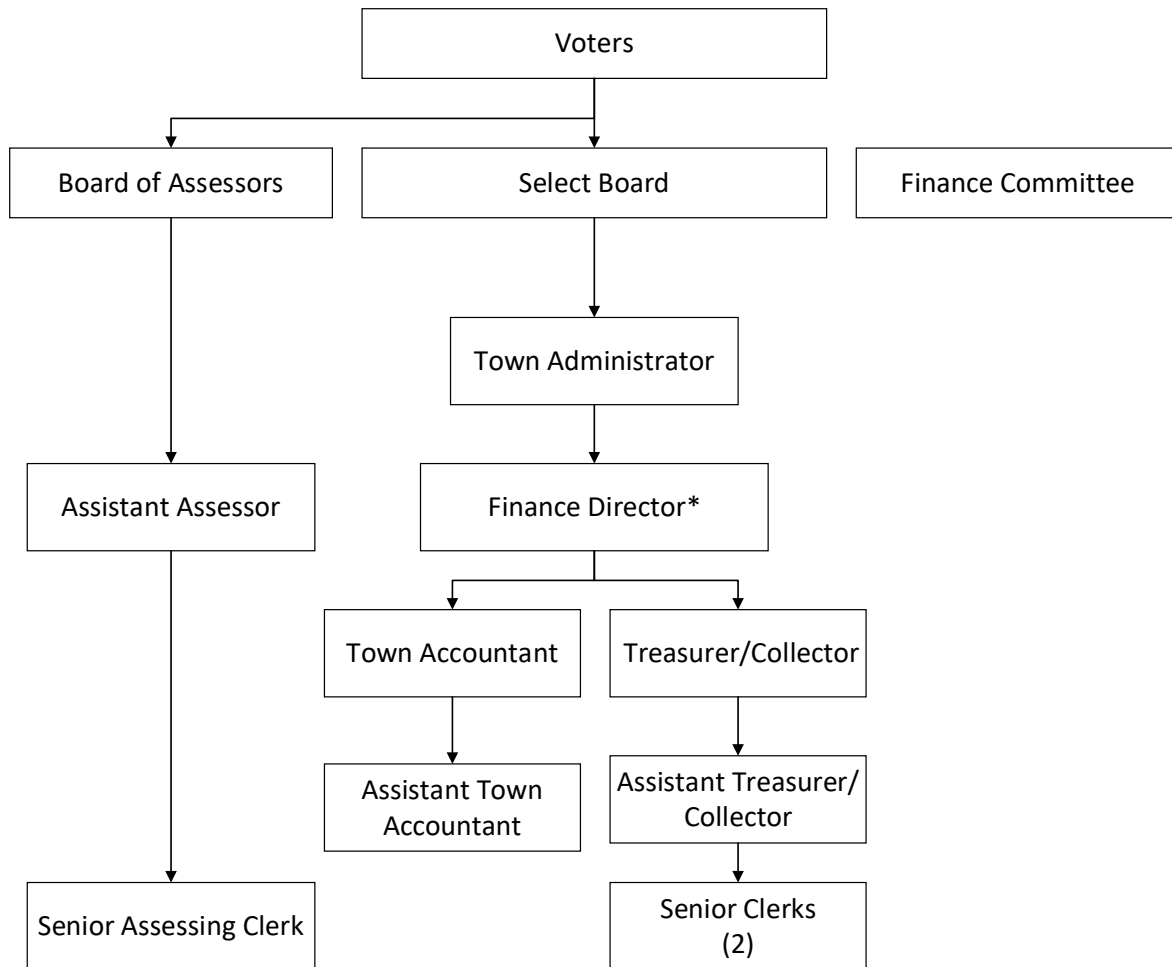 Voters
Board of Assessors
Select Board
Finance Committee
Town Administrator
Assistant Assessor
Finance Director*
Town Accountant
Treasurer/Collector
Assistant Town
Accountant
Assistant Treasurer/
Collector
Senior Assessing Clerk
Senior Clerks
(2)